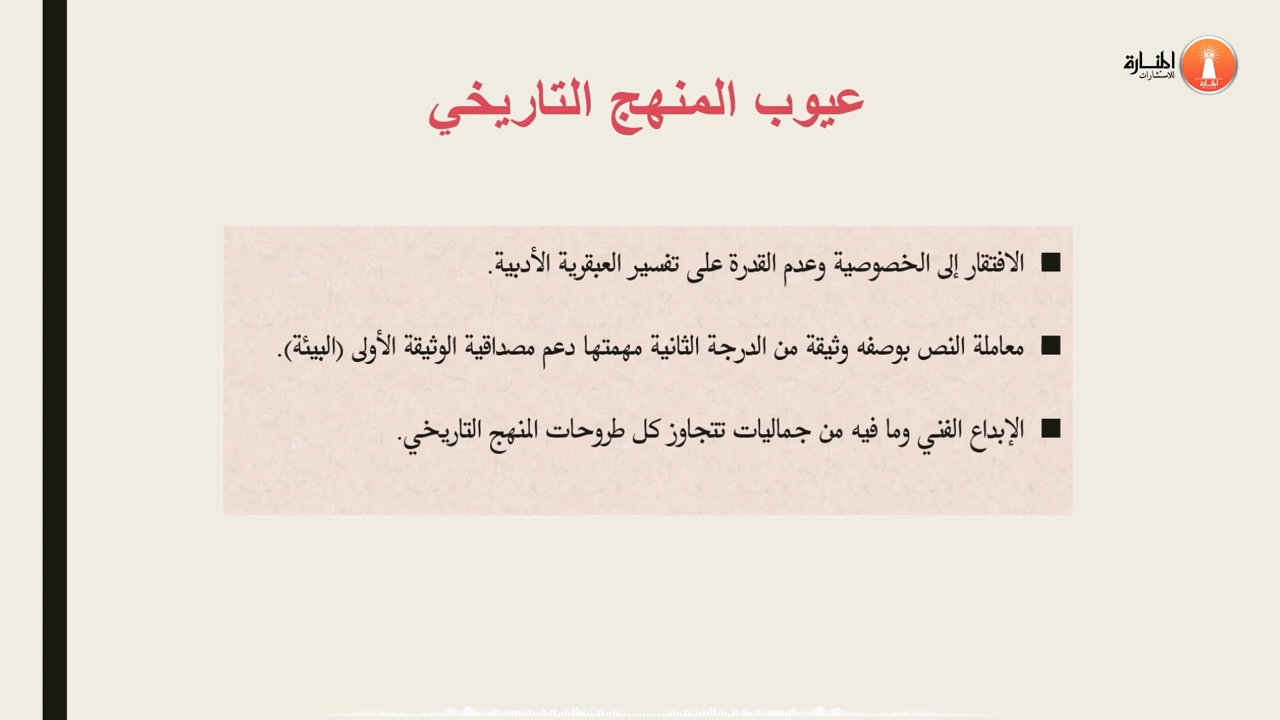 المنارة
للاستشارات
عيوب المنهج التاريخي
الافتقار إلى الخصوصية وعدم القدرة على تفسير العبقرية الأدبية.
معاملة النص بوصفه وثيقة من الدرجة الثانية مهمتها دعم مصداقية الوثيقة الأولى (البيئة).
الإبداع الفني وما فيه من جماليات تتجاوز كل طروحات المنهج التاريخي.